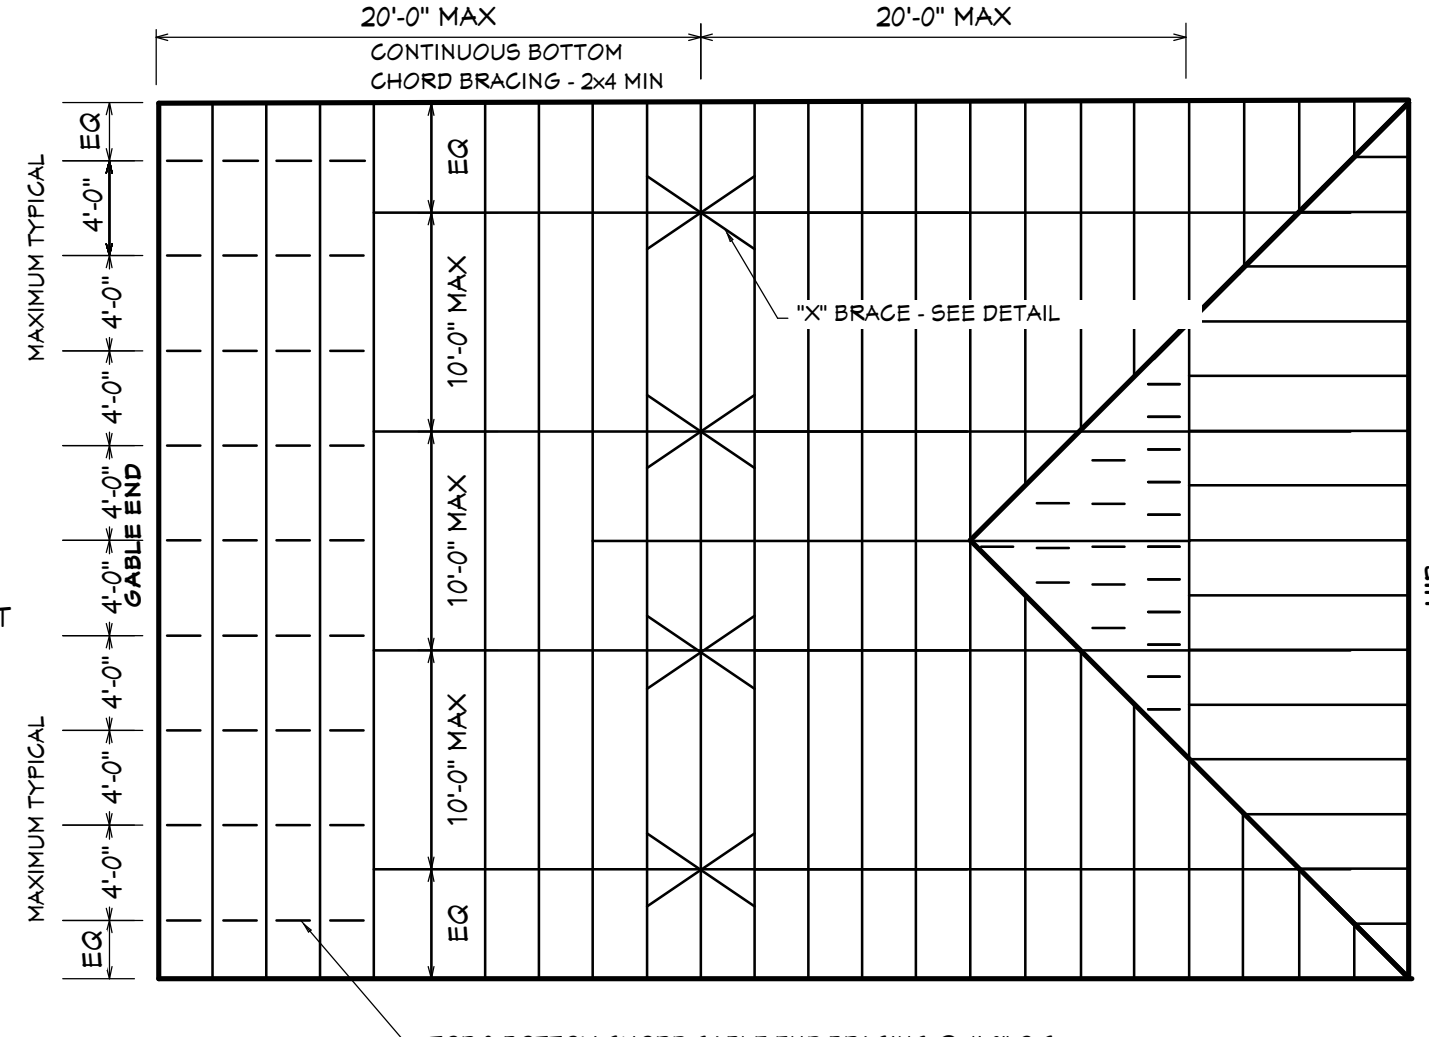 20'-0" MAX
20'-0" MAX
CONTINUOUS BOTTOM
CHORD BRACING - 2x4 MIN
EQ
MAXIMUM TYPICAL
4'-0"
4'-0"
4'-0"
4'-0"
4'-0"
4'-0"
4'-0"
4'-0"
EQ
MAXIMUM TYPICAL
GABLE END
EQ
10'-0" MAX
10'-0" MAX
10'-0" MAX
EQ
"X" BRACE - SEE DETAIL